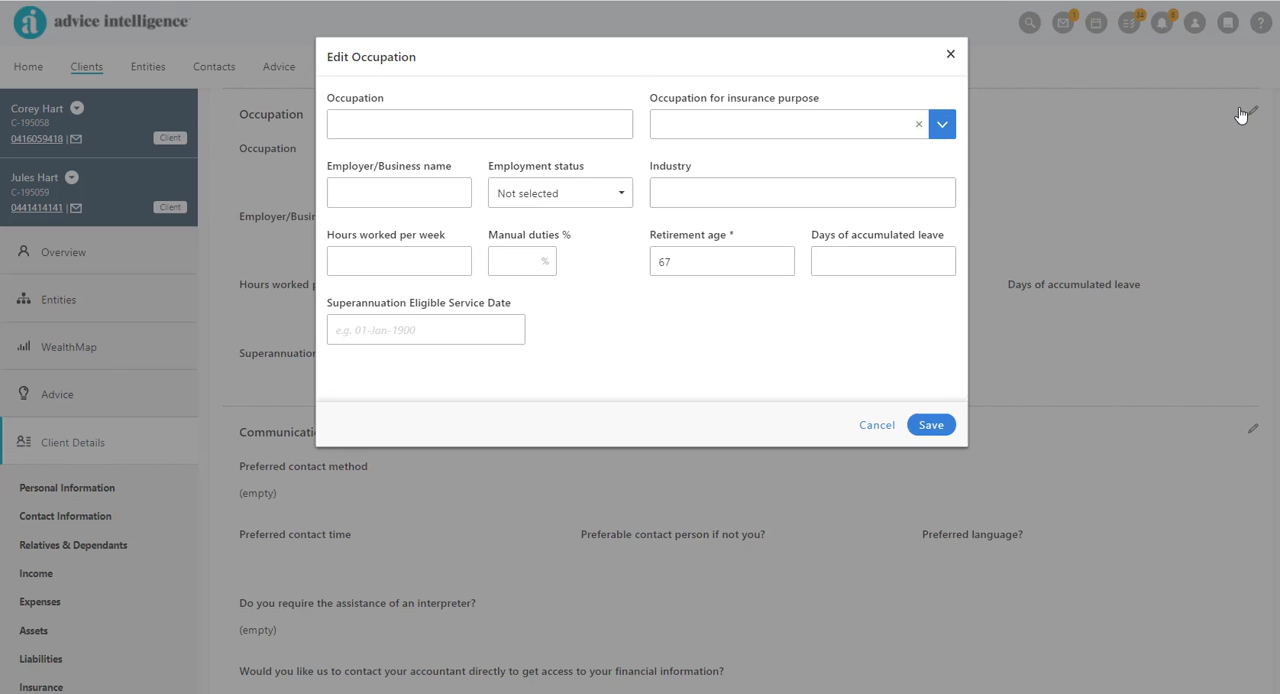 advice intelligence
1
34
8
Home
Clients
Entities
Contacts
Advice
Corey Hart
C-195058
0416059418 |
Client
Jules Hart
C-195059
0441414141 |
Client
Overview
Entities
WealthMap
Advice
Client Details
Personal Information
Contact Information
Relatives & Dependants
Income
Expenses
Assets
Liabilities
Insurance
Occupation
Occupation
Employer/Busin
Hours worked p
Days of accumulated leave
Superannuation
Edit Occupation
Occupation
Occupation for insurance purpose
Employer/Business name
Employment status
Industry
Not selected
Hours worked per week
Manual duties %
Retirement age *
Days of accumulated leave
%
67
Superannuation Eligible Service Date
e.g. 01-Jan-1900
Cancel
Save
Communicati
Preferred contact method
(empty)
Preferred contact time
Preferable contact person if not you?
Preferred language?
Do you require the assistance of an interpreter?
(empty)
Would you like us to contact your accountant directly to get access to your financial information?